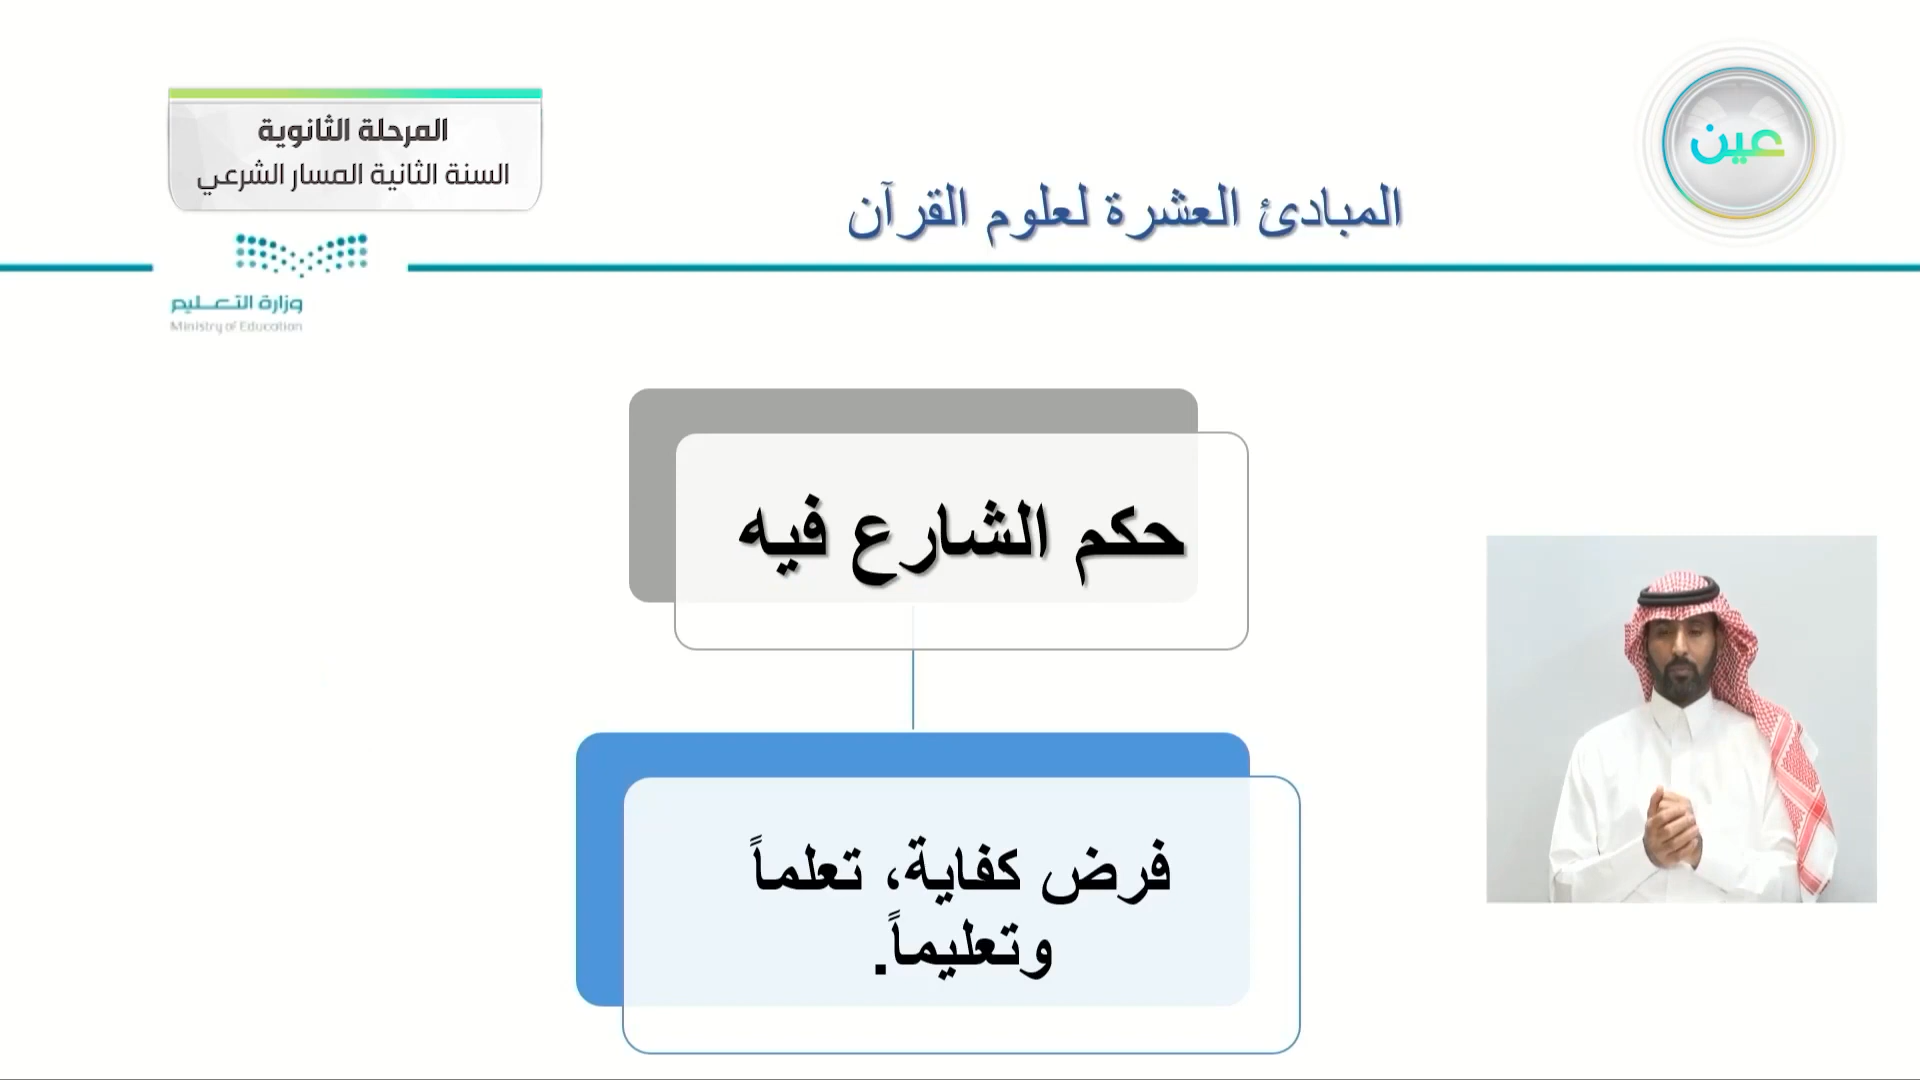 عين
المرحلة الثانوية
السنة الثانية المسار الشرعي
المبادئ العشرة لعلوم القرآن
وزارة التعليم
Ministry of Education
حكم الشارع فيه
فرض كفاية، تعلماً
وتعليماً.